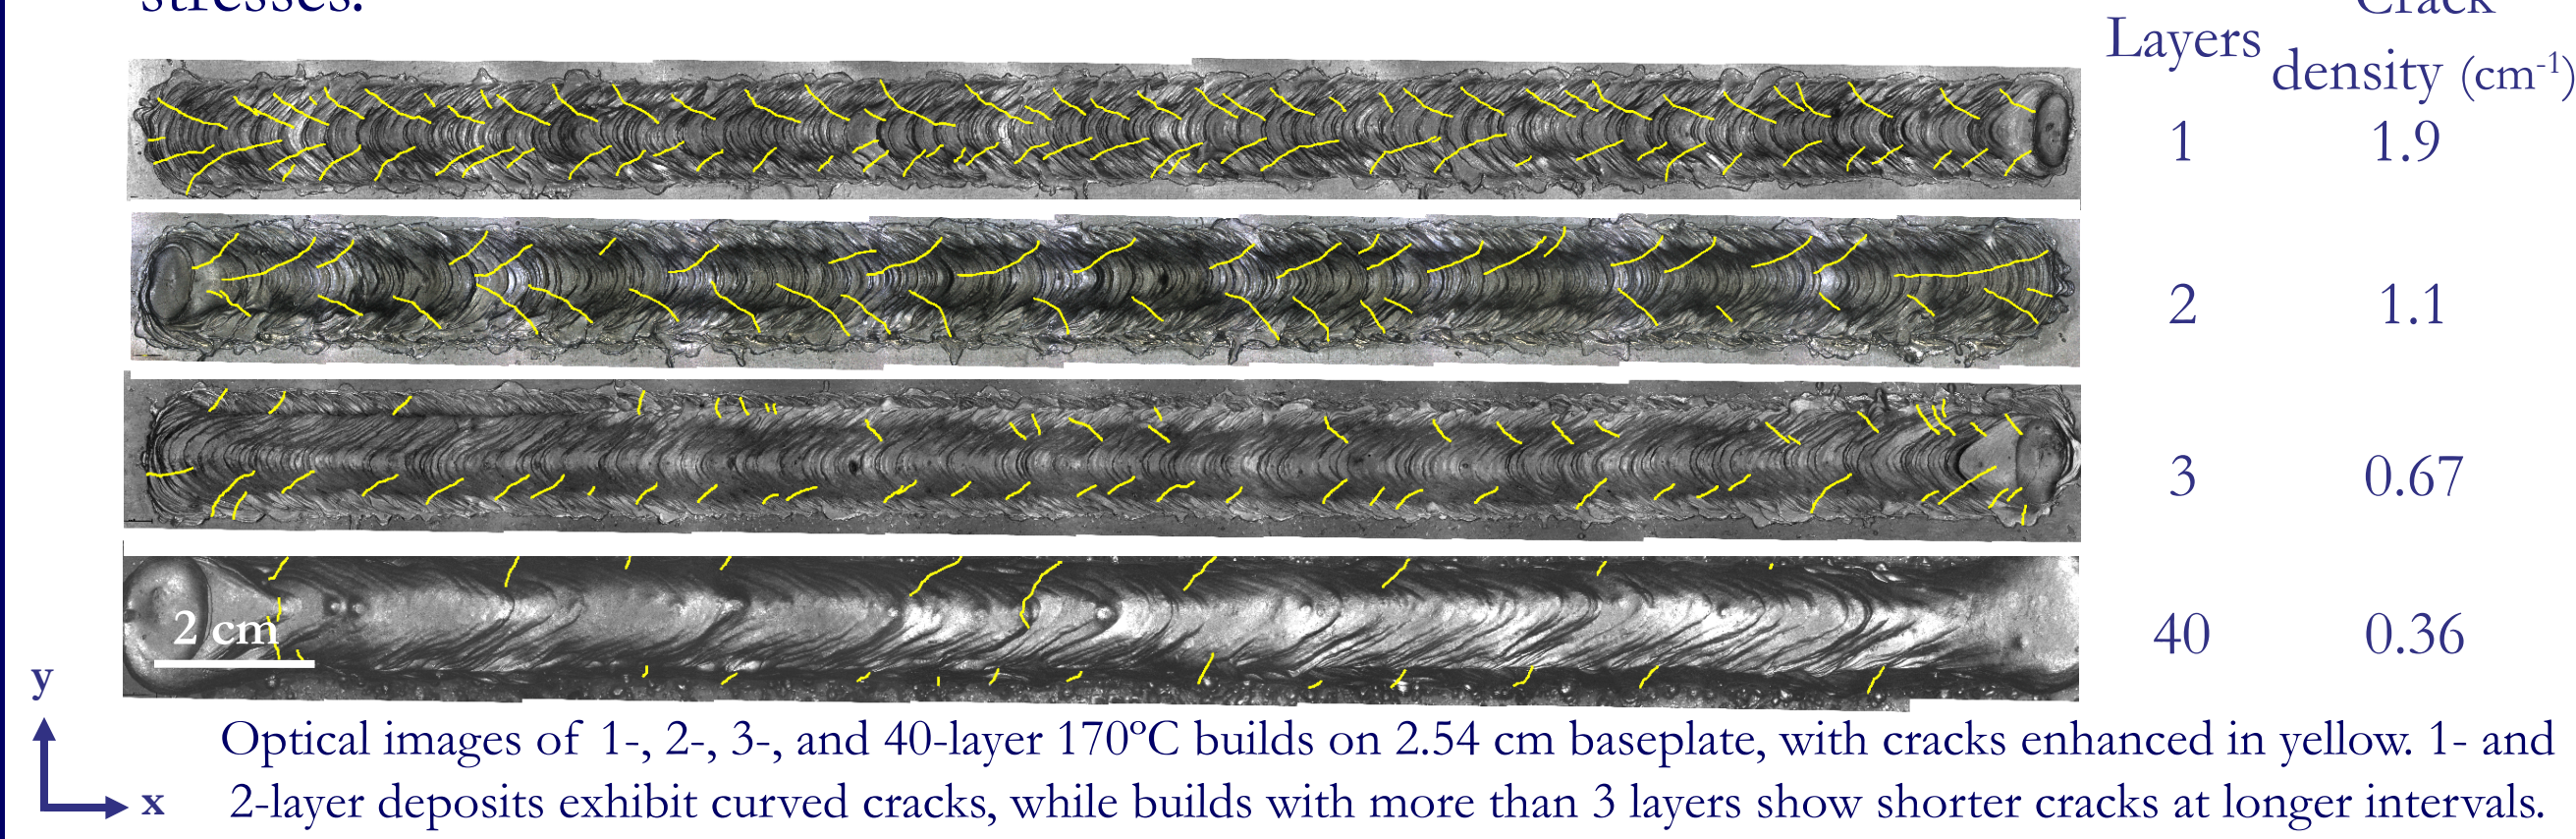 stresses.
Layers
Crack
density (cm⁻¹)
1 1.9
2 1.1
3 0.67
40 0.36
2 cm
y
x
Optical images of 1-, 2-, 3-, and 40-layer 170°C builds on 2.54 cm baseplate, with cracks enhanced in yellow. 1- and
2-layer deposits exhibit curved cracks, while builds with more than 3 layers show shorter cracks at longer intervals.